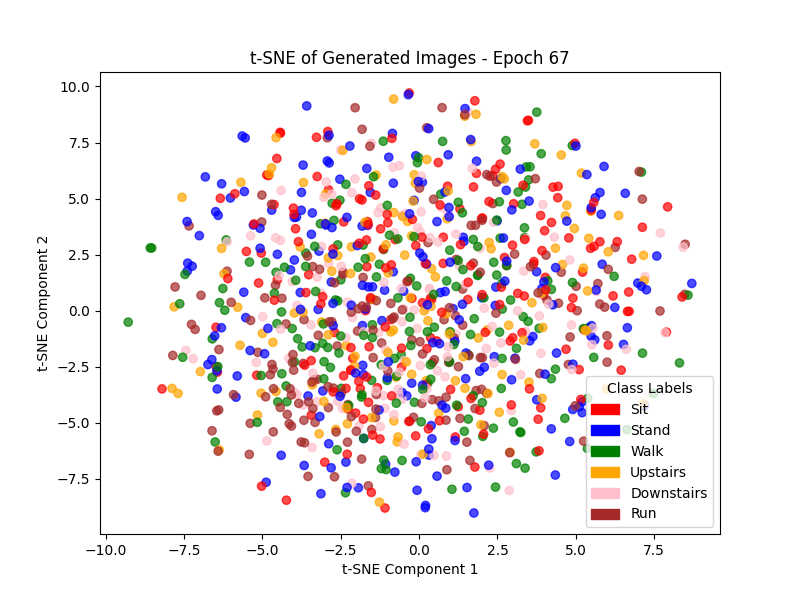 t-SNE of Generated Images - Epoch 67
t-SNE Component 2
10.0
7.5
5.0
2.5
0.0
−2.5
−5.0
−7.5
Class Labels
Sit
Stand
Walk
Upstairs
Downstairs
Run
−10.0 −7.5 −5.0 −2.5 0.0 2.5 5.0 7.5
t-SNE Component 1